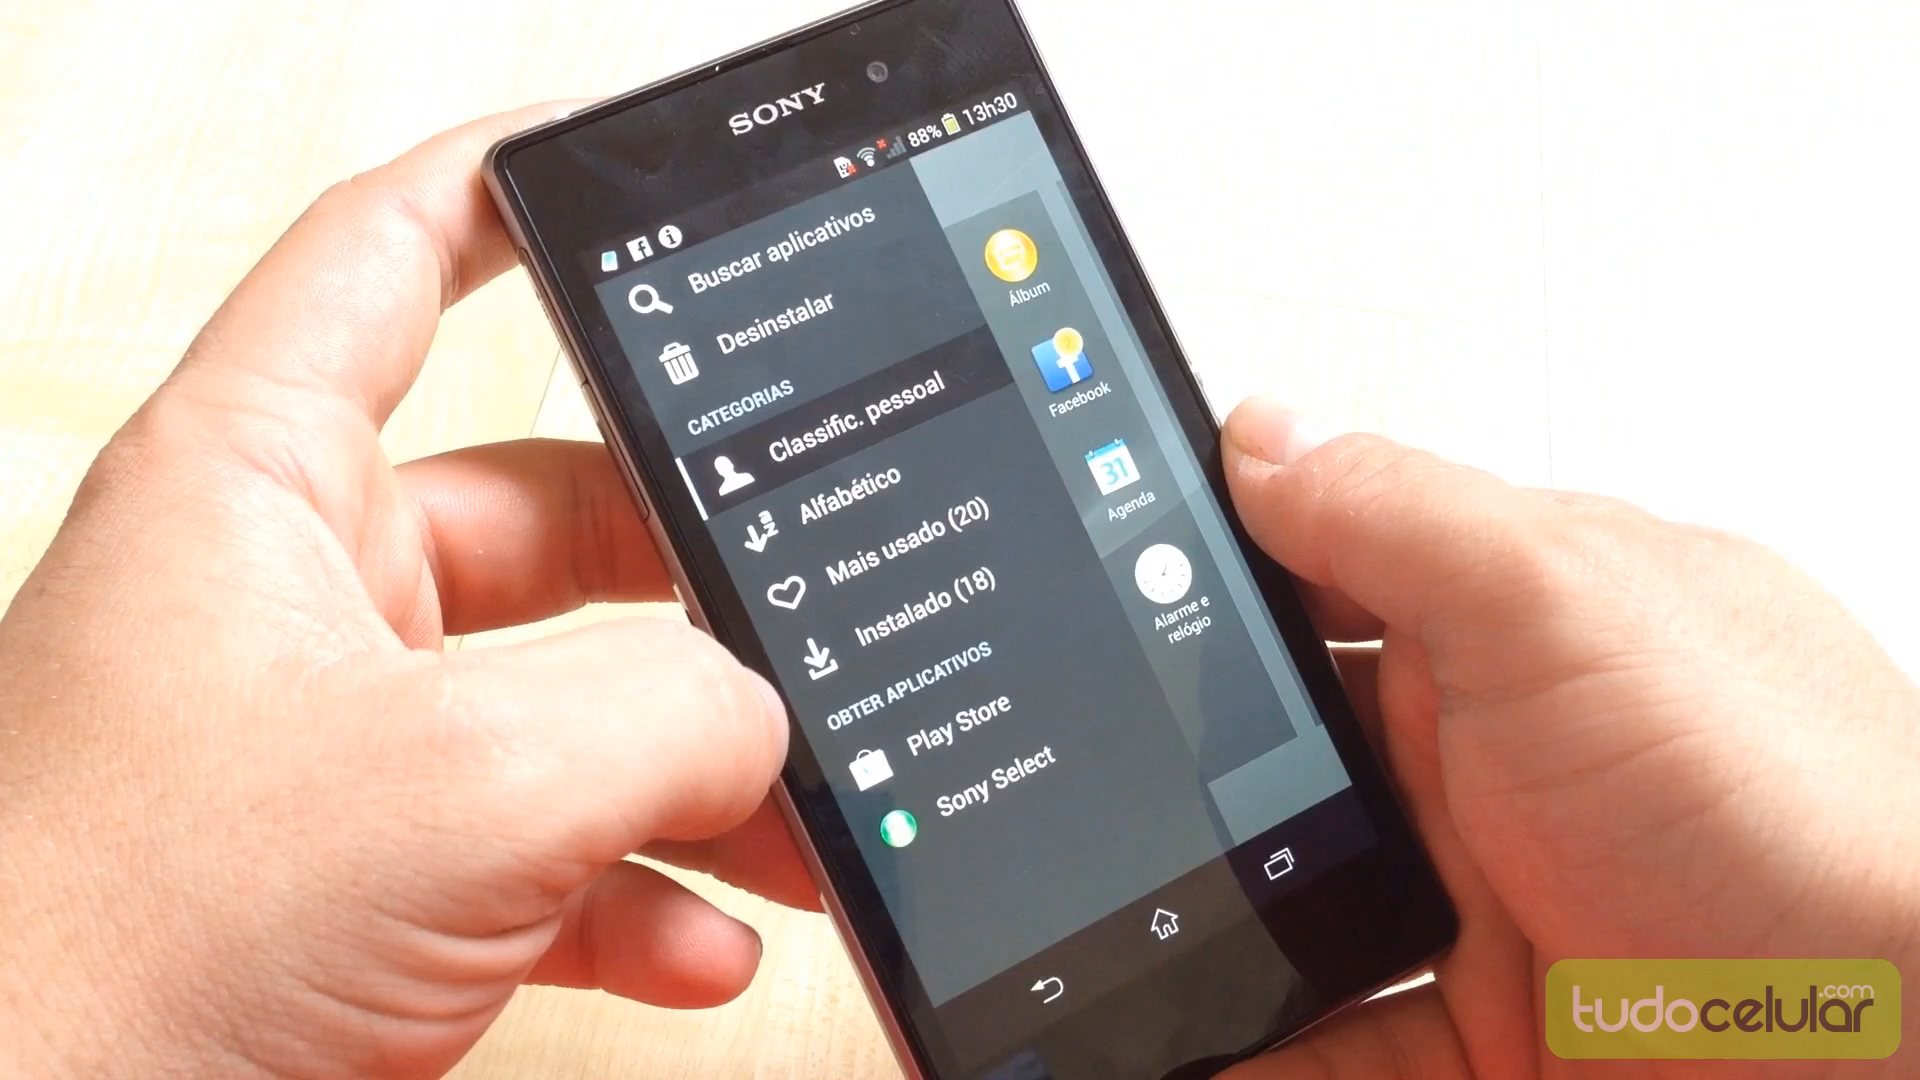 SONY
88% 13h30
Buscar aplicativos
Desinstalar
CATEGORIAS
Classific. pessoal
Alfabético
Mais usado (20)
Instalado (18)
OBTER APLICATIVOS
Play Store
Sony Select
Álbum
2
Facebook
31
Agenda
Alarme e
relógio
tudocelular.com